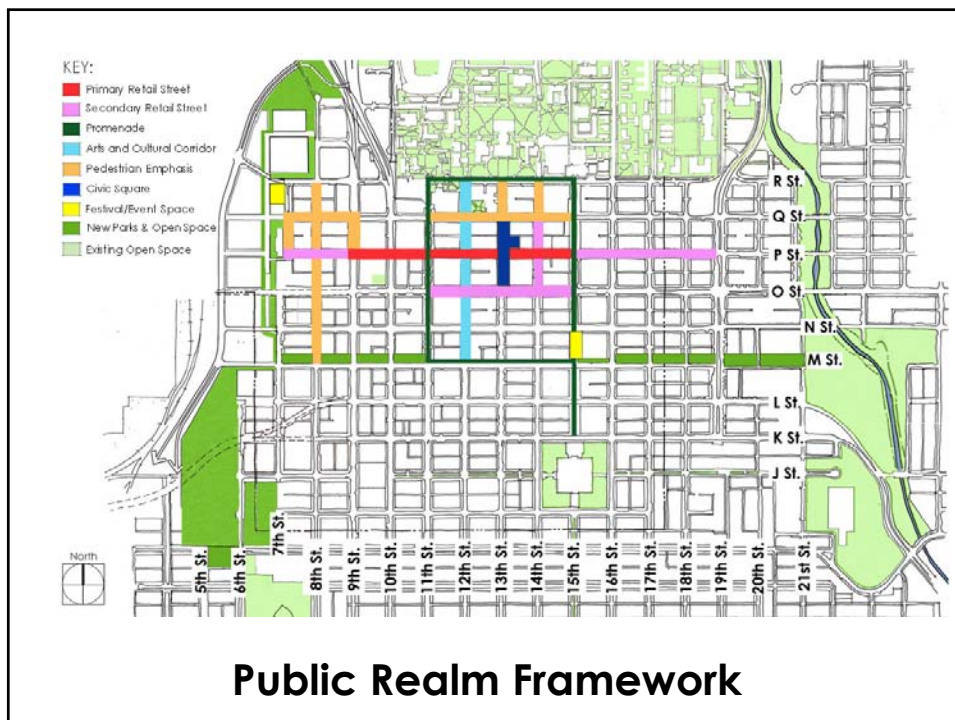 KEY:
Primary Retail Street
Secondary Retail Street
Promenade
Arts and Cultural Corridor
Pedestrian Emphasis
Civic Square
Festival/Event Space
New Parks & Open Space
Existing Open Space
R St.
Q St.
P St.
O St.
N St.
M St.
L St.
K St.
J St.
North
5th St.
6th St.
7th St.
8th St.
9th St.
10th St.
11th St.
12th St.
13th St.
14th St.
15th St.
16th St.
17th St.
18th St.
19th St.
20th St.
21st St.
Public Realm Framework